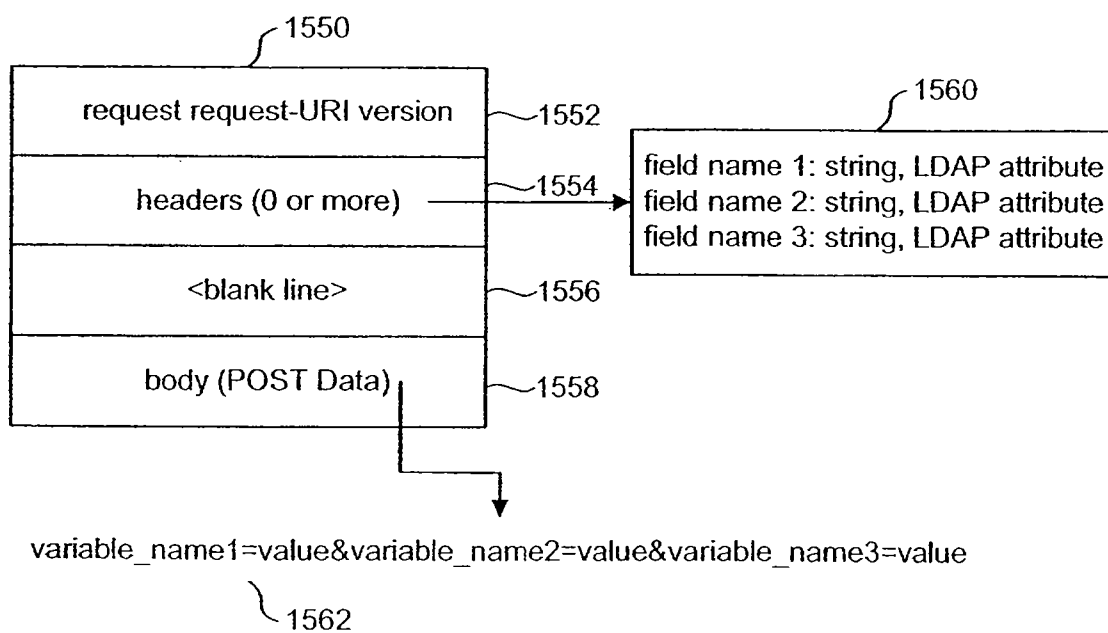 1550
request request-URI version
1552
1560
headers (0 or more)
1554
field name 1: string, LDAP attribute
field name 2: string, LDAP attribute
field name 3: string, LDAP attribute
<blank line>
1556
body (POST Data)
1558
variable_name1=value&variable_name2=value&variable_name3=value
1562